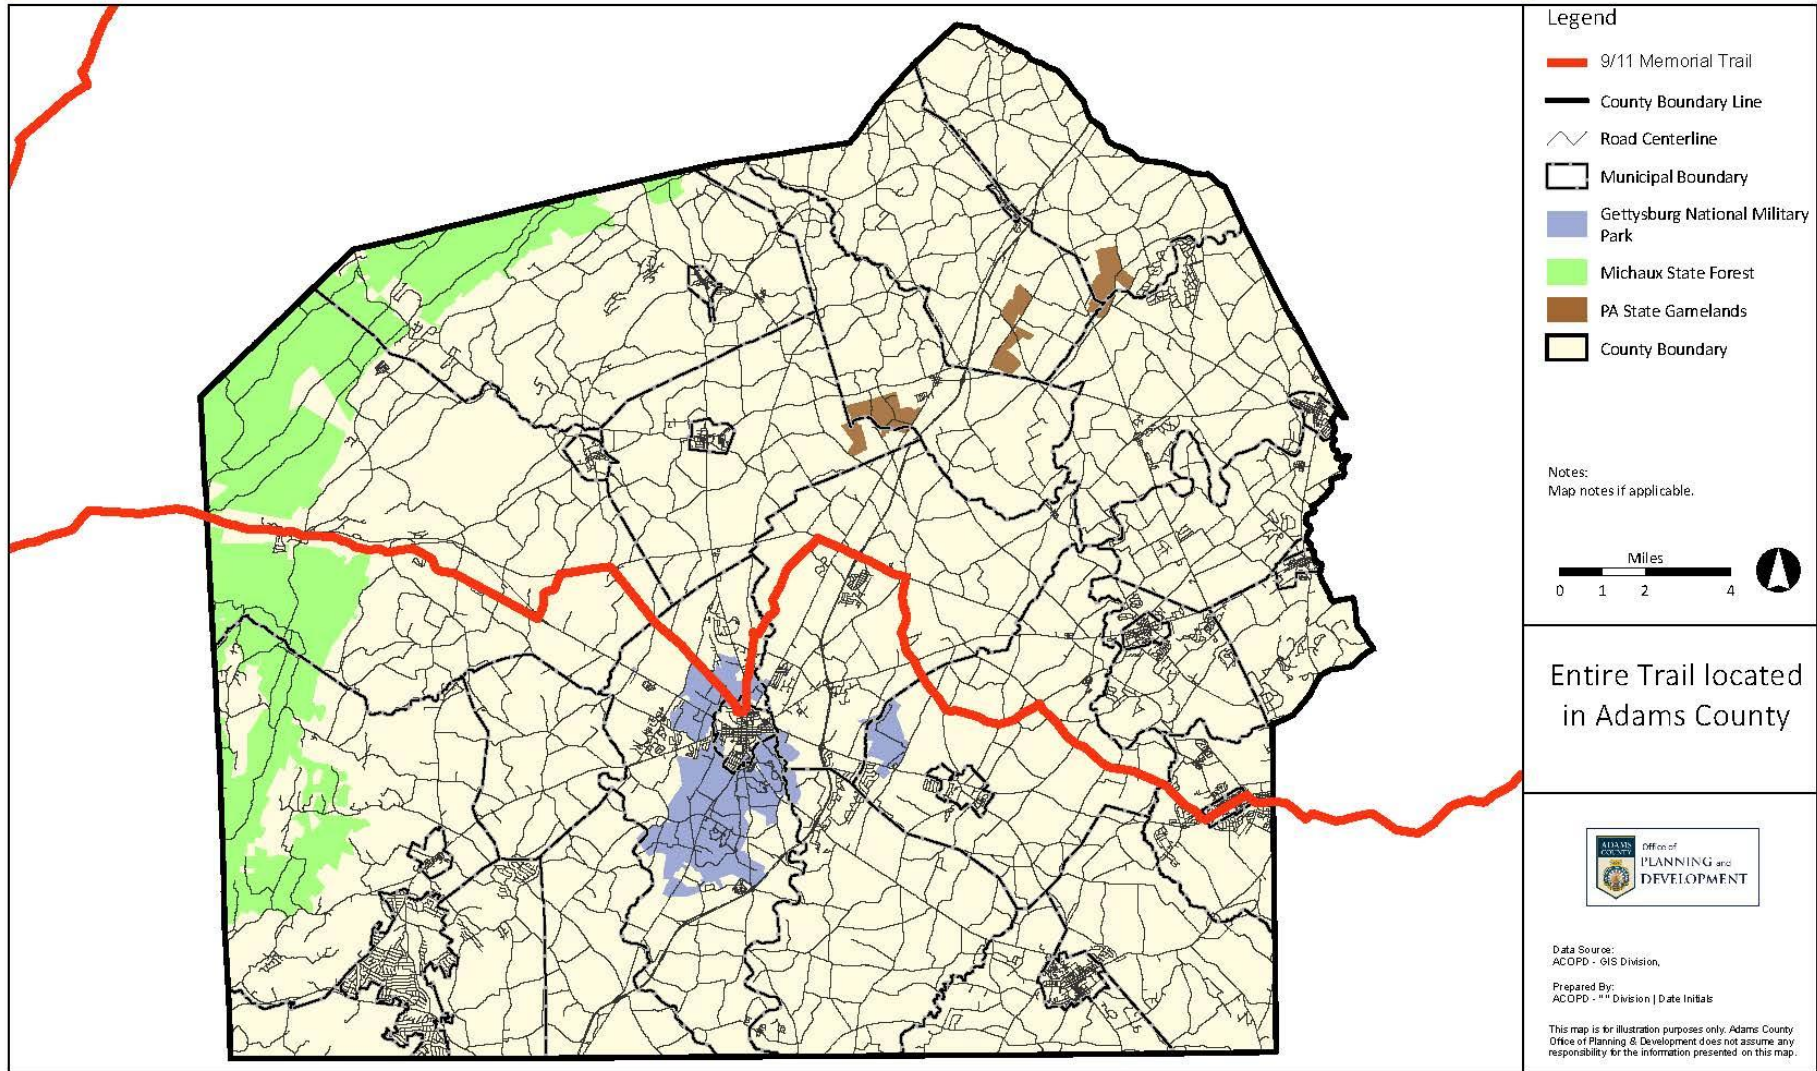 Legend
9/11 Memorial Trail
County Boundary Line
Road Centerline
Municipal Boundary
Gettysburg National Military
Park
Michaux State Forest
PA State Gamelands
County Boundary
Notes:
Map notes if applicable.
Miles
0 1 2 4
Entire Trail located
in Adams County
ADAMS
COUNTY
Office of
PLANNING and
DEVELOPMENT
Data Source:
ACOPD - GIS Division,
Prepared By:
ACOPD - "" Division | Date Initials
This map is for illustration purposes only. Adams County
Office of Planning & Development does not assume any
responsibility for the information presented on this map.